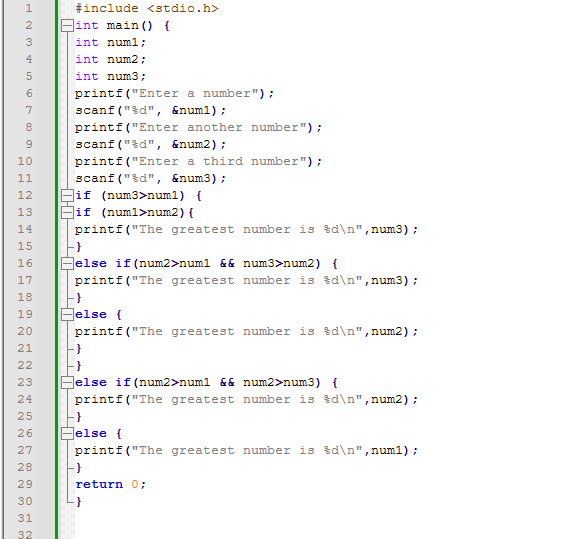 1 #include <stdio.h>
2 int main() {
3 int num1;
4 int num2;
5 int num3;
6 printf("Enter a number");
7 scanf("%d", &num1);
8 printf("Enter another number");
9 scanf("%d", &num2);
10 printf("Enter a third number");
11 scanf("%d", &num3);
12 if (num3>num1) {
13 if (num1>num2){
14 printf("The greatest number is %d\n",num3);
15 }
16 else if(num2>num1 && num3>num2) {
17 printf("The greatest number is %d\n",num3);
18 }
19 else {
20 printf("The greatest number is %d\n",num2);
21 }
22 }
23 else if(num2>num1 && num2>num3) {
24 printf("The greatest number is %d\n",num2);
25 }
26 else {
27 printf("The greatest number is %d\n",num1);
28 }
29 return 0;
30 }
31
32